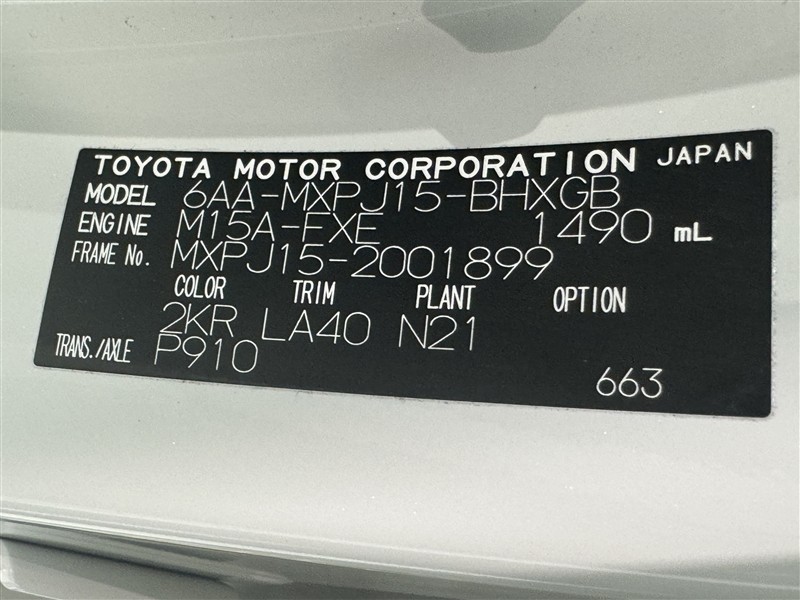 TOYOTA MOTOR CORPORATION JAPAN
MODEL 6AA-MXPJ15-BHXGB
ENGINE M15A-FXE 1490 mL
FRAME No. MXPJ15-2001899
COLOR TRIM PLANT OPTION
2KR LA40 N21
TRANS./AXLE P910
663